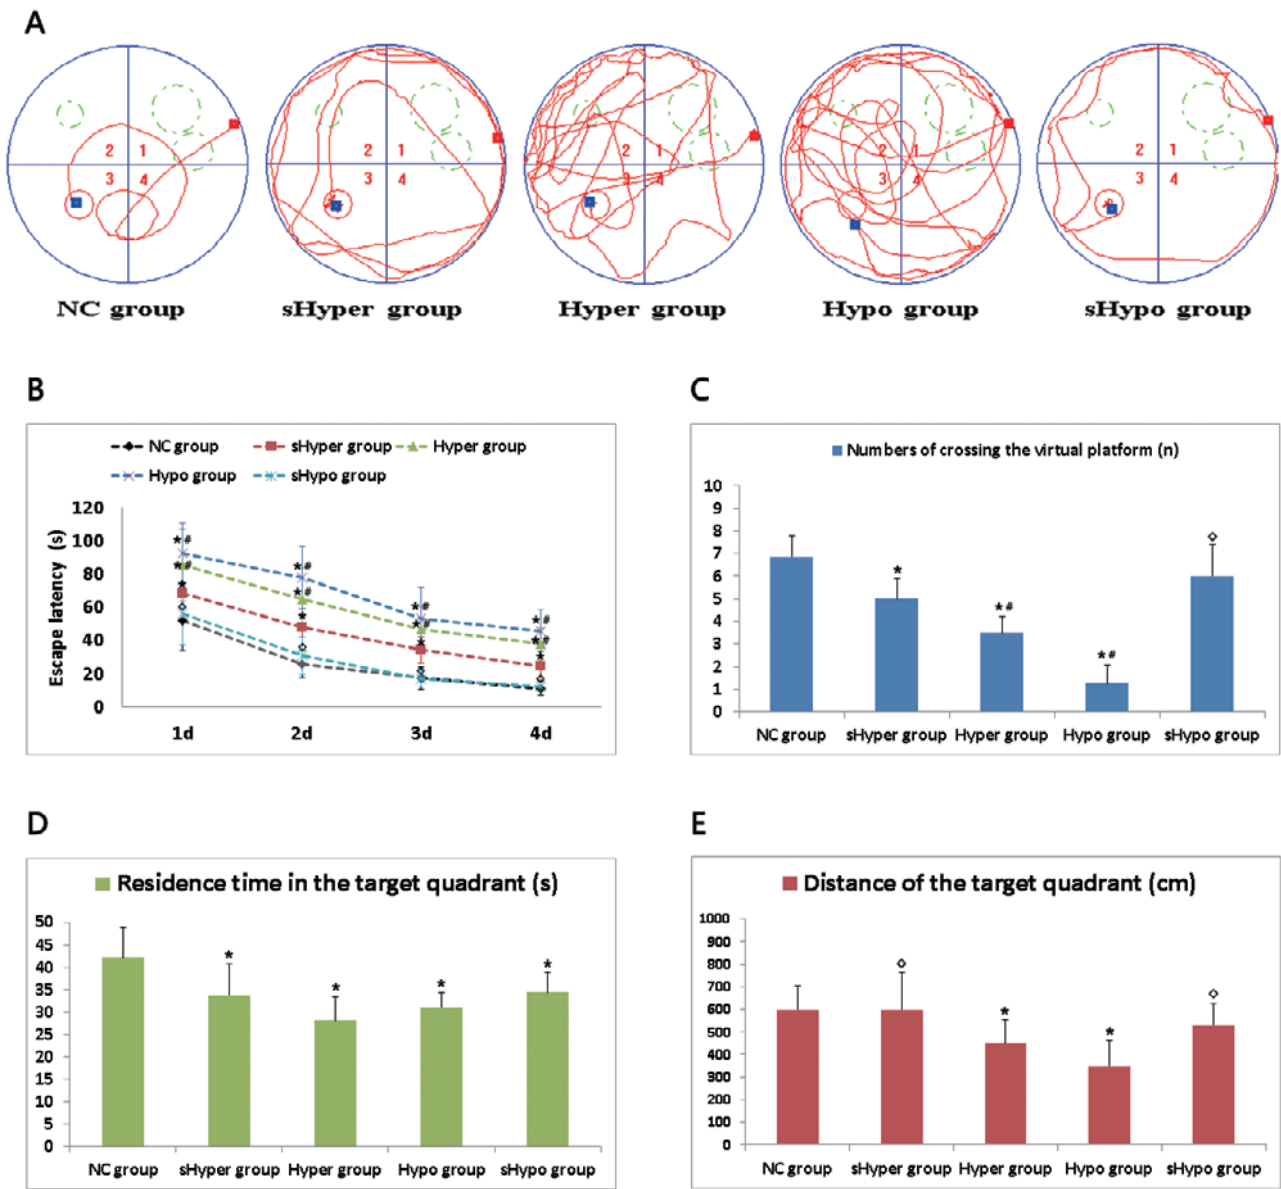 A
2 1
3 4
2 1
3 4
2 1
3 4
2 1
3 4
2 1
3 4
NC group sHyper group Hyper group Hypo group sHypo group
B
NC group sHyper group Hyper group
Hypo group sHypo group
Escape latency (s)
120
100
80
60
40
20
0
*# *# * ◇
*# *# * ◇
*# *# * ◇
*# *# * ◇
1d 2d 3d 4d
C
Numbers of crossing the virtual platform (n)
10
9
8
7
6
5
4
3
2
1
0
* *# *# ◇
NC group sHyper group Hyper group Hypo group sHypo group
D
Residence time in the target quadrant (s)
50
45
40
35
30
25
20
15
10
5
0
* * * *
NC group sHyper group Hyper group Hypo group sHypo group
E
Distance of the target quadrant (cm)
1000
900
800
700
600
500
400
300
200
100
0
◇ * * ◇
NC group sHyper group Hyper group Hypo group sHypo group